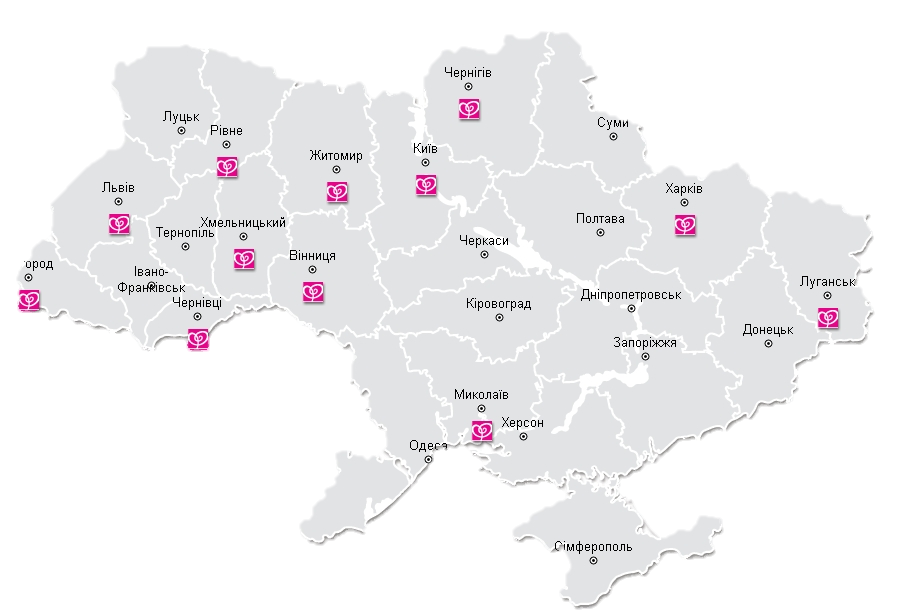 Чернігів
Луцьк
Суми
Рівне
Київ
Житомир
Львів
Харків
Полтава
Хмельницький
Тернопіль
Черкаси
Вінниця
ород
Івано-
Франківськ
Луганськ
Дніпропетровськ
Чернівці
Кіровоград
Донецьк
Запоріжжя
Миколаїв
Херсон
Одеса
Сімферополь